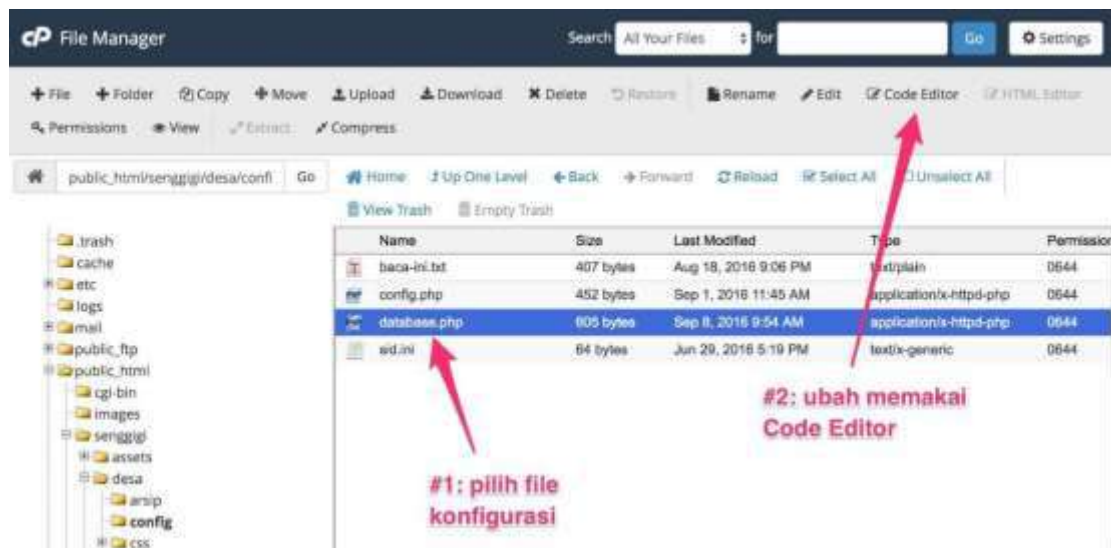 cP File Manager Search All Your Files for Go Settings
File Folder Copy Move Upload Download Delete Restore Rename Edit Code Editor HTML Editor
Permissions View Extract Compress
public_html/senggigi/desa/confi Go Home Up One Level Back Forward Reload Select All Unselect All
View Trash Empty Trash
Name Size Last Modified Type Permission
baca-ini.txt 407 bytes Aug 18, 2016 9:06 PM text/plain 0644
config.php 452 bytes Sep 1, 2016 11:45 AM application/x-httpd-php 0644
database.php 605 bytes Sep 8, 2016 9:54 AM application/x-httpd-php 0644
sid.ini 64 bytes Jun 29, 2016 5:19 PM text/x-generic 0644
.trash
cache
etc
logs
mail
public_ftp
public_html
cgi-bin
images
senggigi
assets
desa
arsip
config
css
#1: pilih file
konfigurasi
#2: ubah memakai
Code Editor